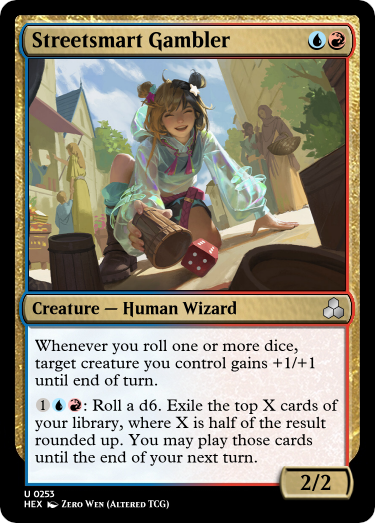 Streetsmart Gambler
Creature — Human Wizard
Whenever you roll one or more dice,
target creature you control gains +1/+1
until end of turn.
1: Roll a d6. Exile the top X cards of
your library, where X is half of the result
rounded up. You may play those cards
until the end of your next turn.
2/2
U 0253
HEX Zero Wen (Altered TCG)